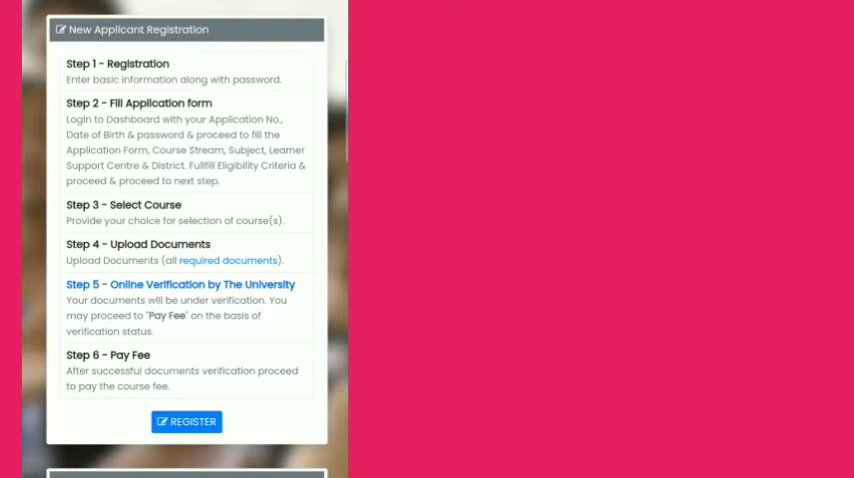 New Applicant Registration
Step 1 - Registration
Enter basic information along with password.
Step 2 - Fill Application form
Login to Dashboard with your Application No.,
Date of Birth & password & proceed to fill the
Application Form, Course Stream, Subject, Learner
Support Centre & District. Fullfill Eligibility Criteria &
proceed & proceed to next step.
Step 3 - Select Course
Provide your choice for selection of course(s).
Step 4 - Upload Documents
Upload Documents (all required documents).
Step 5 - Online Verification by The University
Your documents will be under verification. You
may proceed to "Pay Fee" on the basis of
verification status.
Step 6 - Pay Fee
After successful documents verification proceed
to pay the course fee.
REGISTER